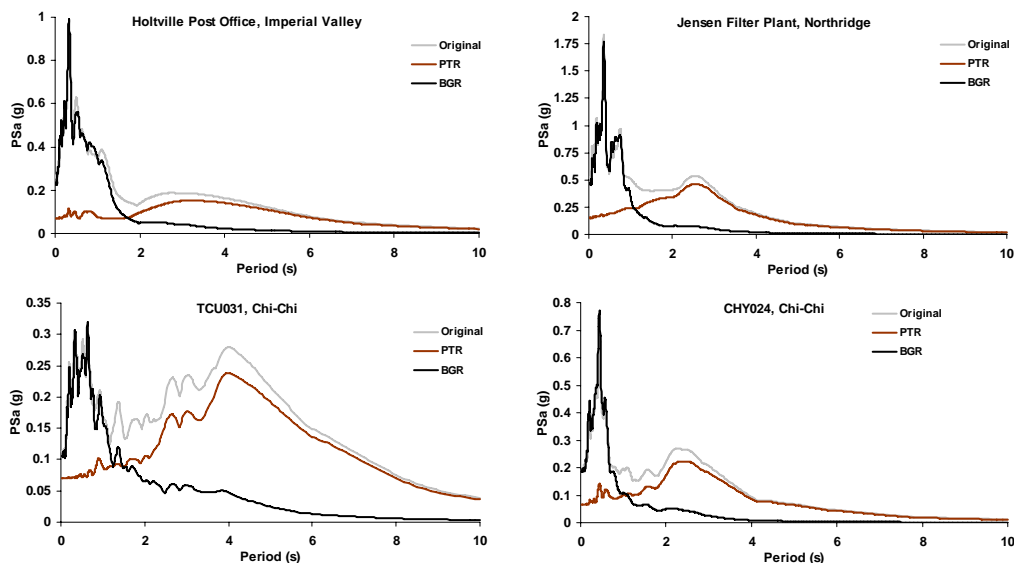 Holtville Post Office, Imperial Valley
1
0.8
0.6
0.4
0.2
0
PSa (g)
Original
PTR
BGR
0 2 4 6 8 10
Period (s)
Jensen Filter Plant, Northridge
2
1.75
1.5
1.25
1
0.75
0.5
0.25
0
PSa (g)
Original
PTR
BGR
0 2 4 6 8 10
Period (s)
TCU031, Chi-Chi
0.35
0.3
0.25
0.2
0.15
0.1
0.05
0
PSa (g)
Original
PTR
BGR
0 2 4 6 8 10
Period (s)
CHY024, Chi-Chi
0.8
0.7
0.6
0.5
0.4
0.3
0.2
0.1
0
PSa (g)
Original
PTR
BGR
0 2 4 6 8 10
Period (s)